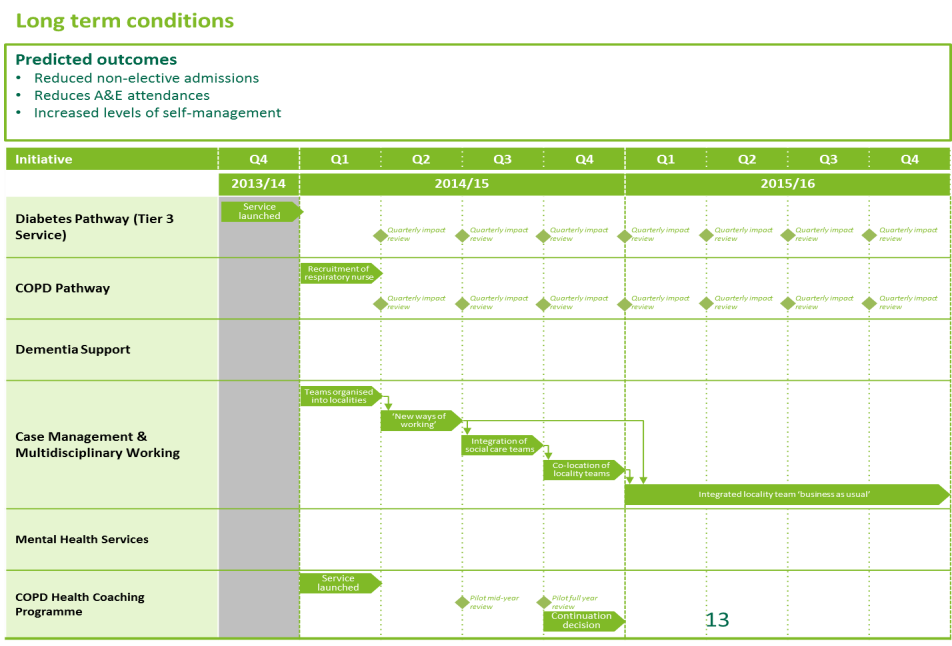 Long term conditions
Predicted outcomes
• Reduced non-elective admissions
• Reduces A&E attendances
• Increased levels of self-management
Initiative Q4 Q1 Q2 Q3 Q4 Q1 Q2 Q3 Q4
2013/14 2014/15 2015/16
Diabetes Pathway (Tier 3
Service)
Service
launched
Quarterly impact
review
Quarterly impact
review
Quarterly impact
review
Quarterly impact
review
Quarterly impact
review
Quarterly impact
review
Quarterly impact
review
COPD Pathway
Recruitment of
respiratory nurse
Quarterly impact
review
Quarterly impact
review
Quarterly impact
review
Quarterly impact
review
Quarterly impact
review
Quarterly impact
review
Quarterly impact
review
Dementia Support
Case Management &
Multidisciplinary Working
Teams organised
into localities
'New ways of
working'
Integration of
social care teams
Co-location of
locality teams
Integrated locality team 'business as usual'
Mental Health Services
COPD Health Coaching
Programme
Service
launched
Pilot mid-year
review
Pilot full year
review
Continuation
decision
13